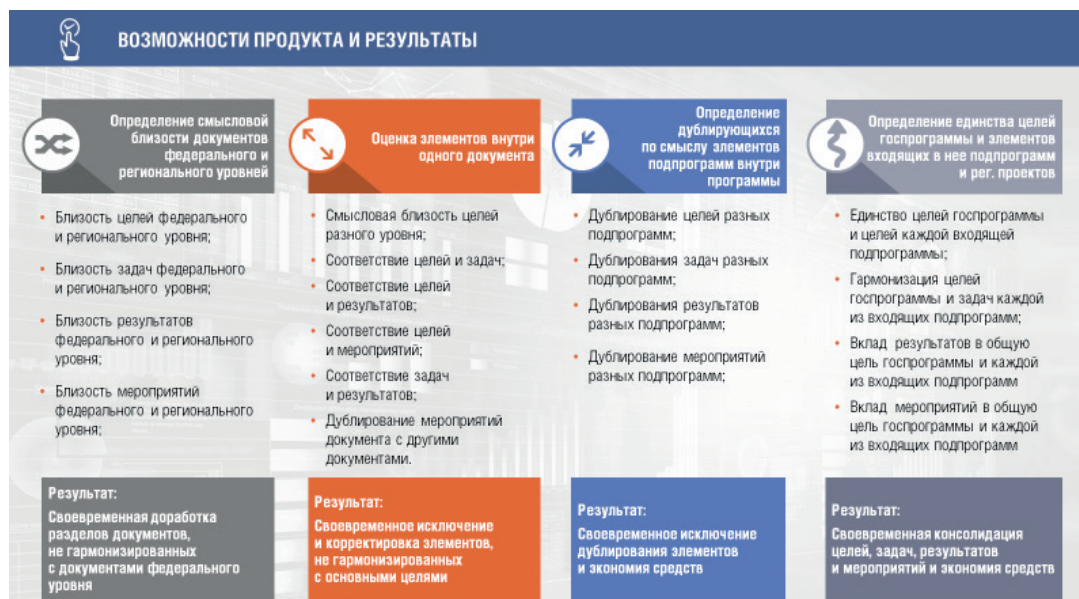 ВОЗМОЖНОСТИ ПРОДУКТА И РЕЗУЛЬТАТЫ
Определение смысловой
близости документов
федерального и
регионального уровней
• Близость целей федерального
и регионального уровня;
• Близость задач федерального
и регионального уровня;
• Близость результатов
федерального и регионального
уровня;
• Близость мероприятий
федерального и регионального
уровня;
Результат:
Своевременная доработка
разделов документов,
не гармонизированных
с документами федерального
уровня
Оценка элементов внутри
одного документа
• Смысловая близость целей
разного уровня;
• Соответствие целей и задач;
• Соответствие целей
и результатов;
• Соответствие целей
и мероприятий;
• Соответствие задач
и результатов;
• Дублирование мероприятий
документа с другими
документами.
Результат:
Своевременное исключение
и корректировка элементов,
не гармонизированных
с основными целями
Определение
дублирующихся
по смыслу элементов
подпрограмм внутри
программы
• Дублирование целей разных
подпрограмм;
• Дублирования задач разных
подпрограмм;
• Дублирования результатов
разных подпрограмм;
• Дублирование мероприятий
разных подпрограмм;
Результат:
Своевременное исключение
дублирования элементов
и экономия средств
Определение единства целей
госпрограммы и элементов
входящих в нее подпрограмм
и рег. проектов
• Единство целей госпрограммы
и целей каждой входящей
подпрограммы;
• Гармонизация целей
госпрограммы и задач каждой
из входящих подпрограмм;
• Вклад результатов в общую
цель госпрограммы и каждой
из входящих подпрограмм
• Вклад мероприятий в общую
цель госпрограммы и каждой
из входящих подпрограмм
Результат:
Своевременная консолидация
целей, задач, результатов
и мероприятий и экономия средств